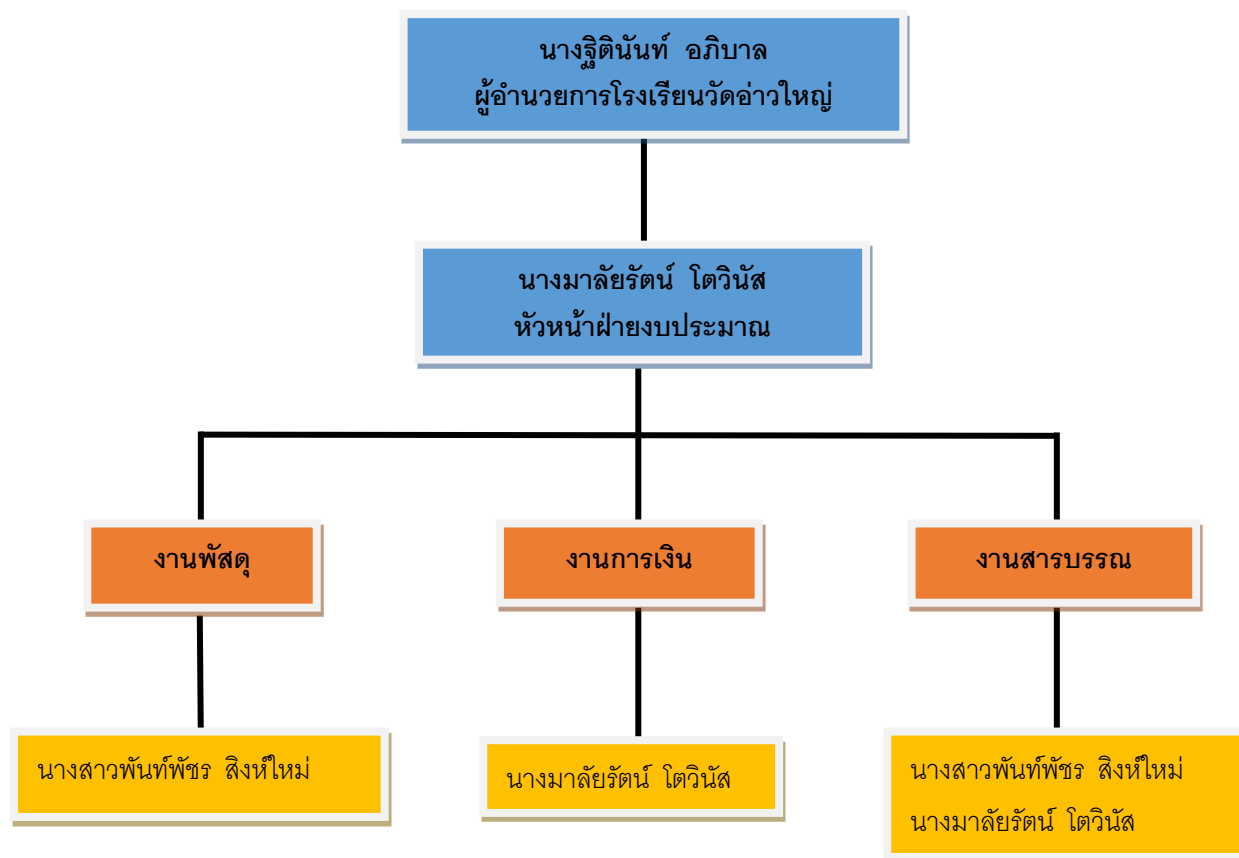 นางฐิตินันท์ อภิบาล
ผู้อำนวยการโรงเรียนวัดอ่าวใหญ่
นางมาลัยรัตน์ โตวินัส
หัวหน้าฝ่ายงบประมาณ
งานพัสดุ
งานการเงิน
งานสารบรรณ
นางสาวพันท์พัชร สิงห์ใหม่
นางมาลัยรัตน์ โตวินัส
นางสาวพันท์พัชร สิงห์ใหม่
นางมาลัยรัตน์ โตวินัส